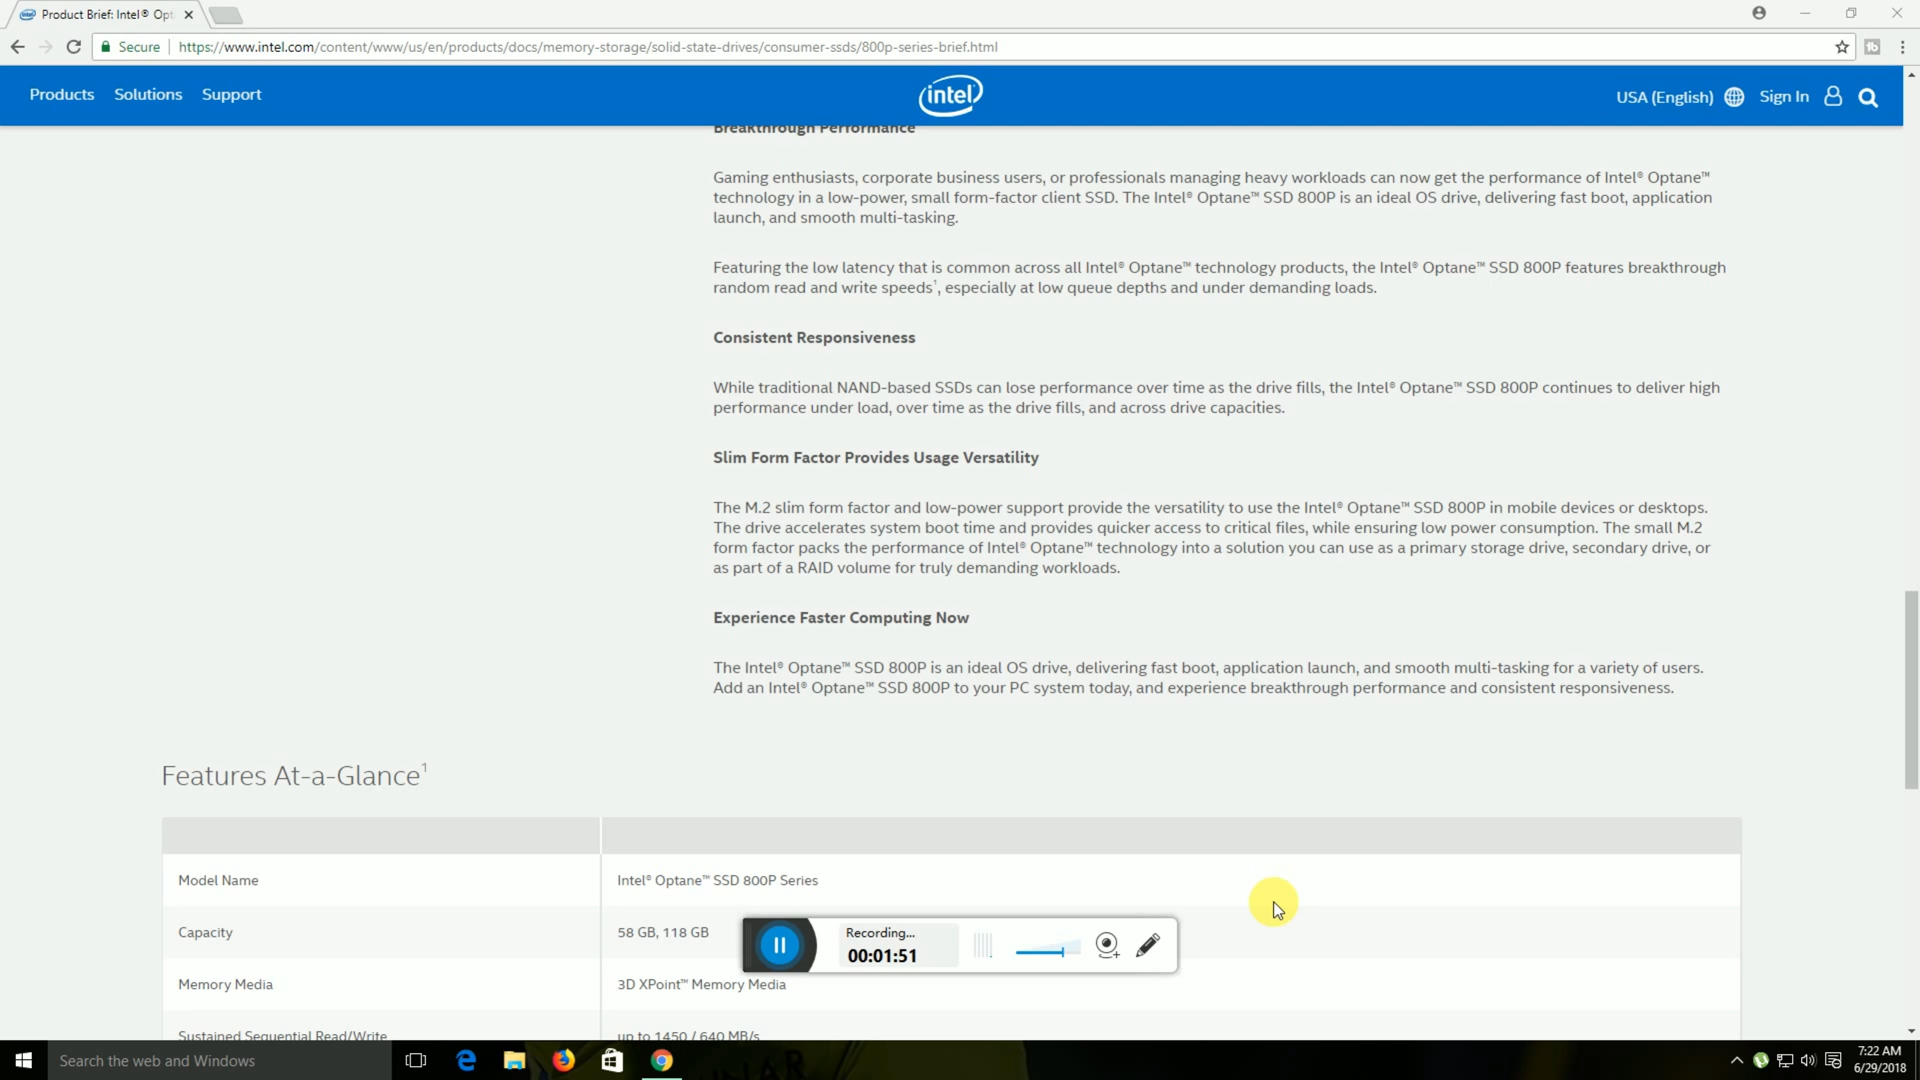 Product Brief: Intel® Opt
Secure
https://www.intel.com/content/www/us/en/products/docs/memory-storage/solid-state-drives/consumer-ssds/800p-series-brief.html
Products Solutions Support
intel
USA (English) Sign In
Breakthrough Performance
Gaming enthusiasts, corporate business users, or professionals managing heavy workloads can now get the performance of Intel® Optane™
technology in a low-power, small form-factor client SSD. The Intel® Optane™ SSD 800P is an ideal OS drive, delivering fast boot, application
launch, and smooth multi-tasking.
Featuring the low latency that is common across all Intel® Optane™ technology products, the Intel® Optane™ SSD 800P features breakthrough
random read and write speeds¹, especially at low queue depths and under demanding loads.
Consistent Responsiveness
While traditional NAND-based SSDs can lose performance over time as the drive fills, the Intel® Optane™ SSD 800P continues to deliver high
performance under load, over time as the drive fills, and across drive capacities.
Slim Form Factor Provides Usage Versatility
The M.2 slim form factor and low-power support provide the versatility to use the Intel® Optane™ SSD 800P in mobile devices or desktops.
The drive accelerates system boot time and provides quicker access to critical files, while ensuring low power consumption. The small M.2
form factor packs the performance of Intel® Optane™ technology into a solution you can use as a primary storage drive, secondary drive, or
as part of a RAID volume for truly demanding workloads.
Experience Faster Computing Now
The Intel® Optane™ SSD 800P is an ideal OS drive, delivering fast boot, application launch, and smooth multi-tasking for a variety of users.
Add an Intel® Optane™ SSD 800P to your PC system today, and experience breakthrough performance and consistent responsiveness.
Features At-a-Glance¹
Model Name Intel® Optane™ SSD 800P Series
Capacity 58 GB, 118 GB
Recording...
00:01:51
Memory Media 3D XPoint™ Memory Media
Sustained Sequential Read/Write up to 1450 / 640 MB/s
Search the web and Windows
7:22 AM
6/29/2018